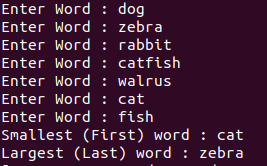 Enter Word : dog
Enter Word : zebra
Enter Word : rabbit
Enter Word : catfish
Enter Word : walrus
Enter Word : cat
Enter Word : fish
Smallest (First) word : cat
Largest (Last) word : zebra